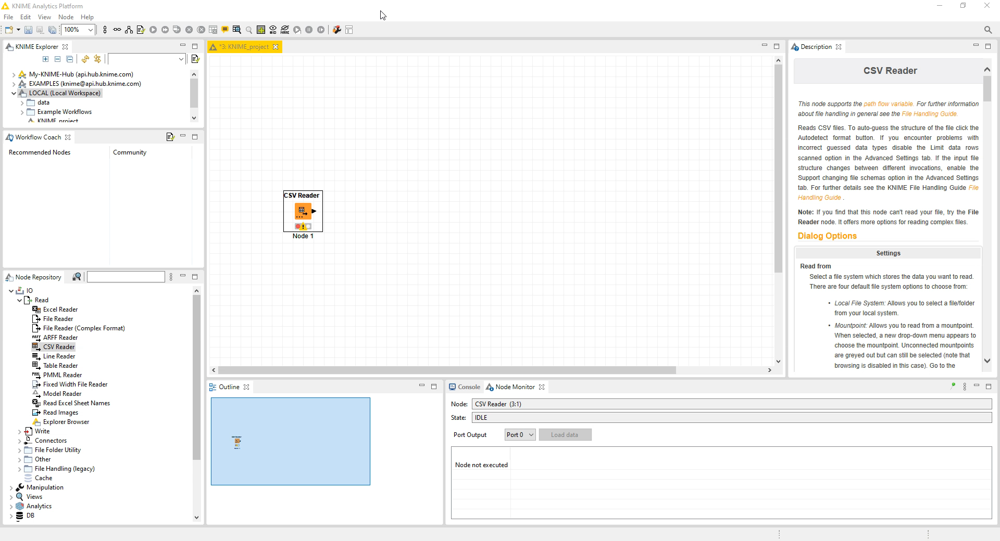 KNIME Analytics Platform
File Edit View Node Help
100%
#ID
NAME
KNIME Explorer
My-KNIME-Hub (api.hub.knime.com)
EXAMPLES (knime@api.hub.knime.com)
LOCAL (Local Workspace)
data
Example Workflows
KNIME_project
Workflow Coach
Recommended Nodes
Community
Node Repository
IO
Read
Excel Reader
File Reader
File Reader (Complex Format)
ARFF Reader
CSV Reader
Line Reader
Table Reader
PMML Reader
Fixed Width File Reader
Model Reader
Read Excel Sheet Names
Read Images
Explorer Browser
Write
Connectors
File Folder Utility
Other
File Handling (legacy)
Cache
Manipulation
Views
Analytics
DB
*3: KNIME_project
CSV Reader
Node 1
Outline
Console
Node Monitor
Node: CSV Reader (3:1)
State: IDLE
Port Output Port 0 Load data
Node not executed
Description
CSV Reader
This node supports the path flow variable. For further information
about file handling in general see the File Handling Guide.
Reads CSV files. To auto-guess the structure of the file click the
Autodetect format button. If you encounter problems with
incorrect guessed data types disable the Limit data rows
scanned option in the Advanced Settings tab. If the input file
structure changes between different invocations, enable the
Support changing file schemas option in the Advanced Settings
tab. For further details see the KNIME File Handling Guide File
Handling Guide .
Note: If you find that this node can't read your file, try the File
Reader node. It offers more options for reading complex files.
Dialog Options
Settings
Read from
Select a file system which stores the data you want to read.
There are four default file system options to choose from:
• Local File System: Allows you to select a file/folder
from your local system.
• Mountpoint: Allows you to read from a mountpoint.
When selected, a new drop-down menu appears to
choose the mountpoint. Unconnected mountpoints
are greyed out but can still be selected (note that
browsing is disabled in this case). Go to the